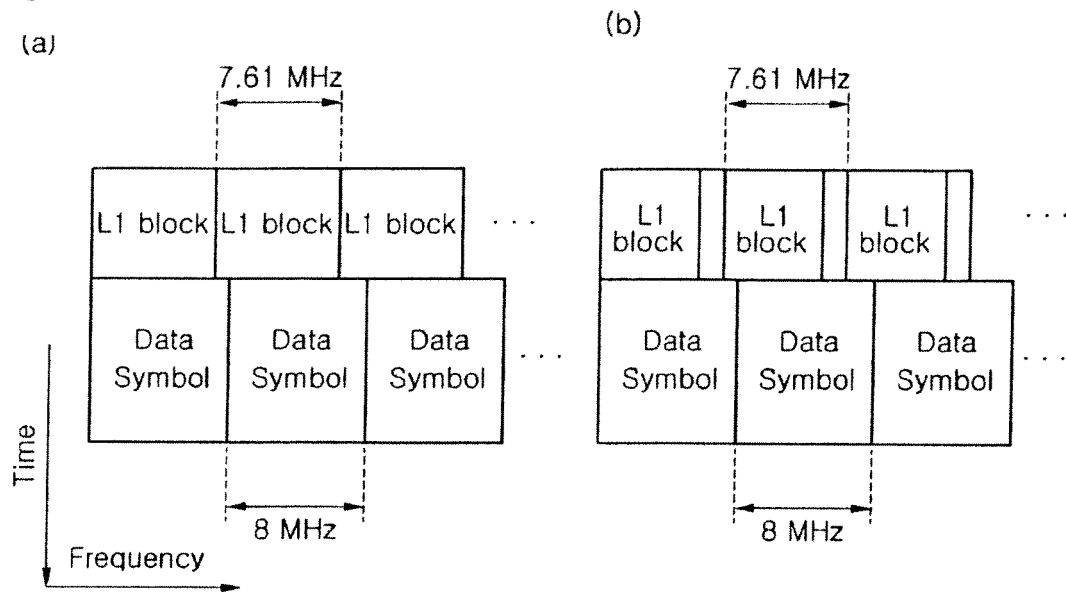 (a)
7.61 MHz
L1 block L1 block L1 block ...
Data Symbol Data Symbol Data Symbol ...
8 MHz
Time
Frequency
(b)
7.61 MHz
L1 block L1 block L1 block ...
Data Symbol Data Symbol Data Symbol ...
8 MHz